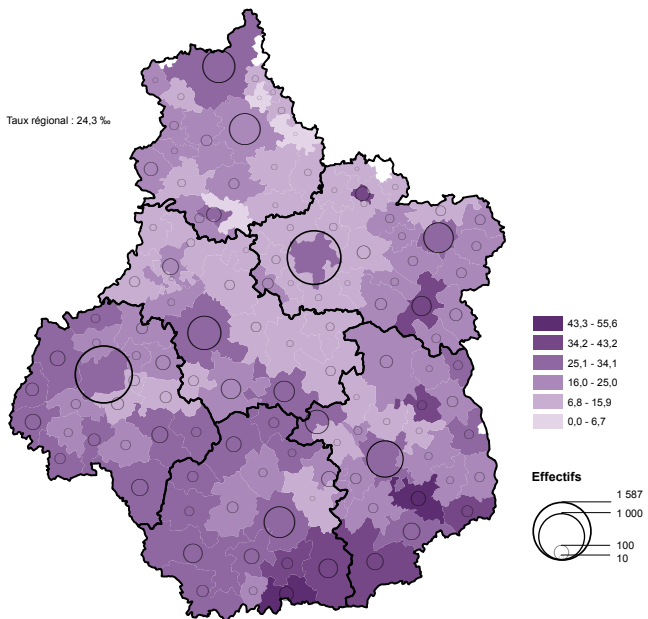 Taux régional : 24,3 ‰
43,3 - 55,6
34,2 - 43,2
25,1 - 34,1
16,0 - 25,0
6,8 - 15,9
0,0 - 6,7
Effectifs
1 587
1 000
100
10